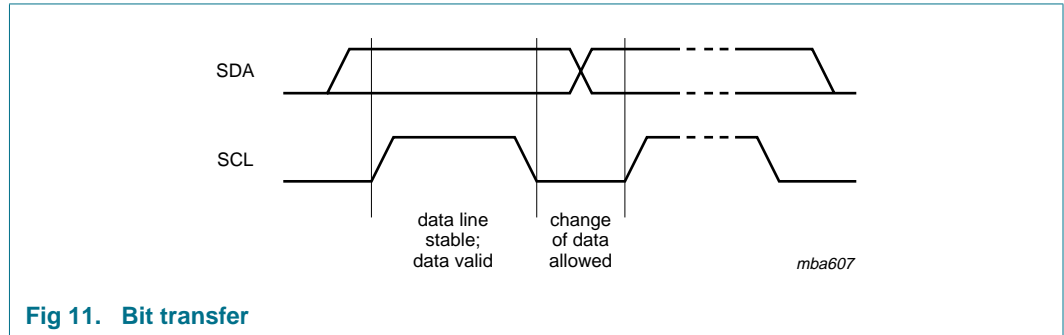 SDA
SCL
data line
stable;
data valid
change
of data
allowed
mba607
Fig 11. Bit transfer